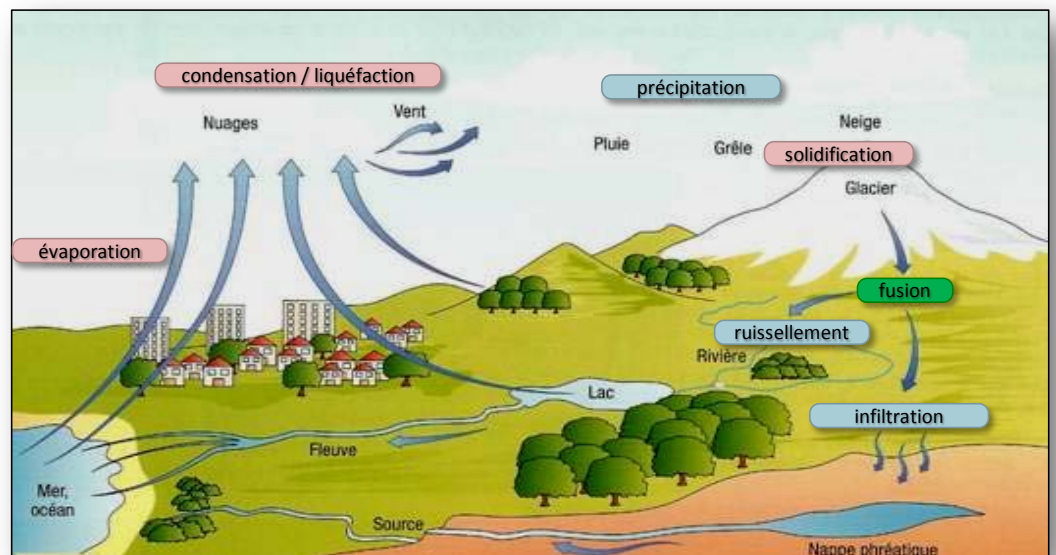 condensation / liquéfaction
précipitation
Vent
Nuages
Neige
Pluie
Grêle
solidification
Glacier
évaporation
fusion
ruissellement
Rivière
Lac
infiltration
Fleuve
Mer,
océan
Source
Nappe phréatique